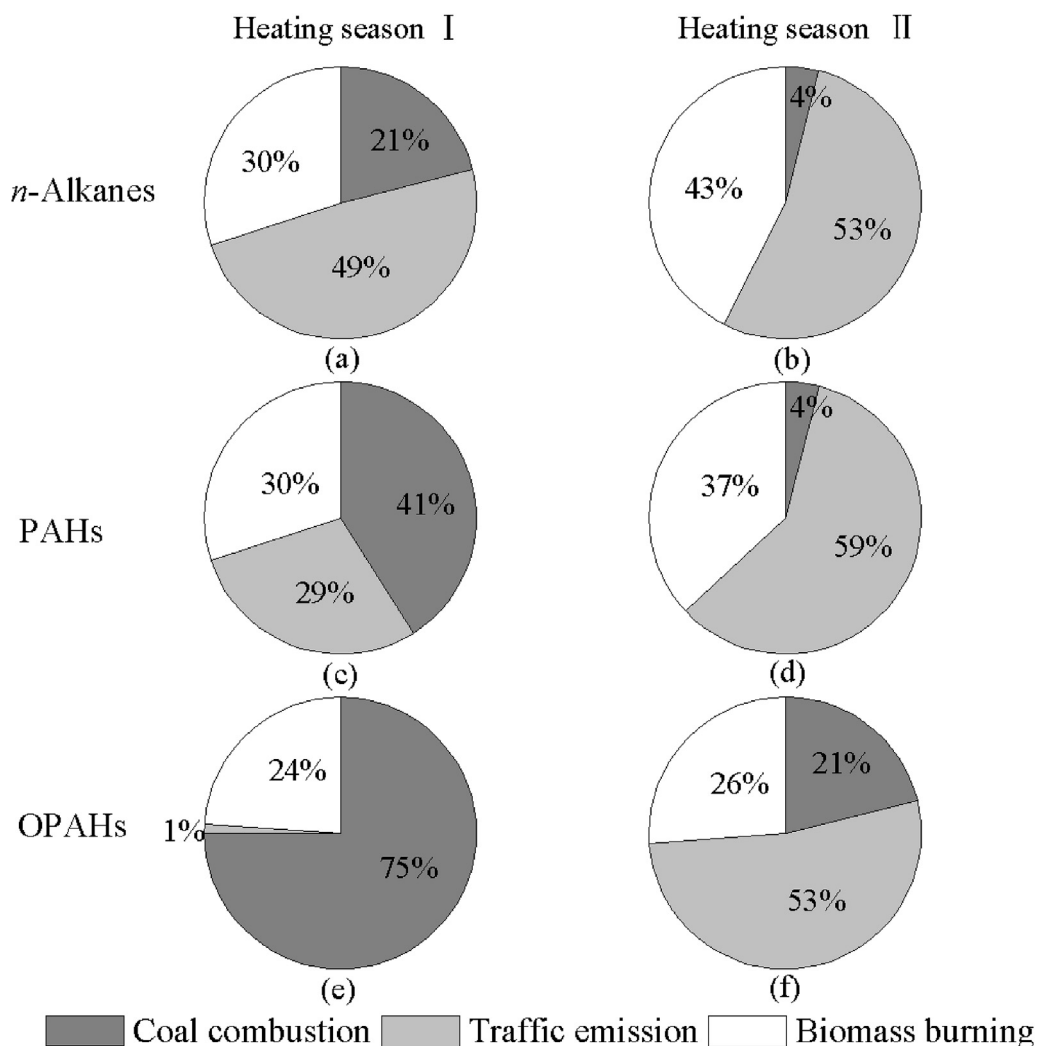 Heating season Ⅰ
Heating season Ⅱ
n-Alkanes
21%
30%
49%
(a)
4%
43%
53%
(b)
PAHs
30%
41%
29%
(c)
4%
37%
59%
(d)
OPAHs
24%
1%
75%
(e)
21%
26%
53%
(f)
Coal combustion
Traffic emission
Biomass burning